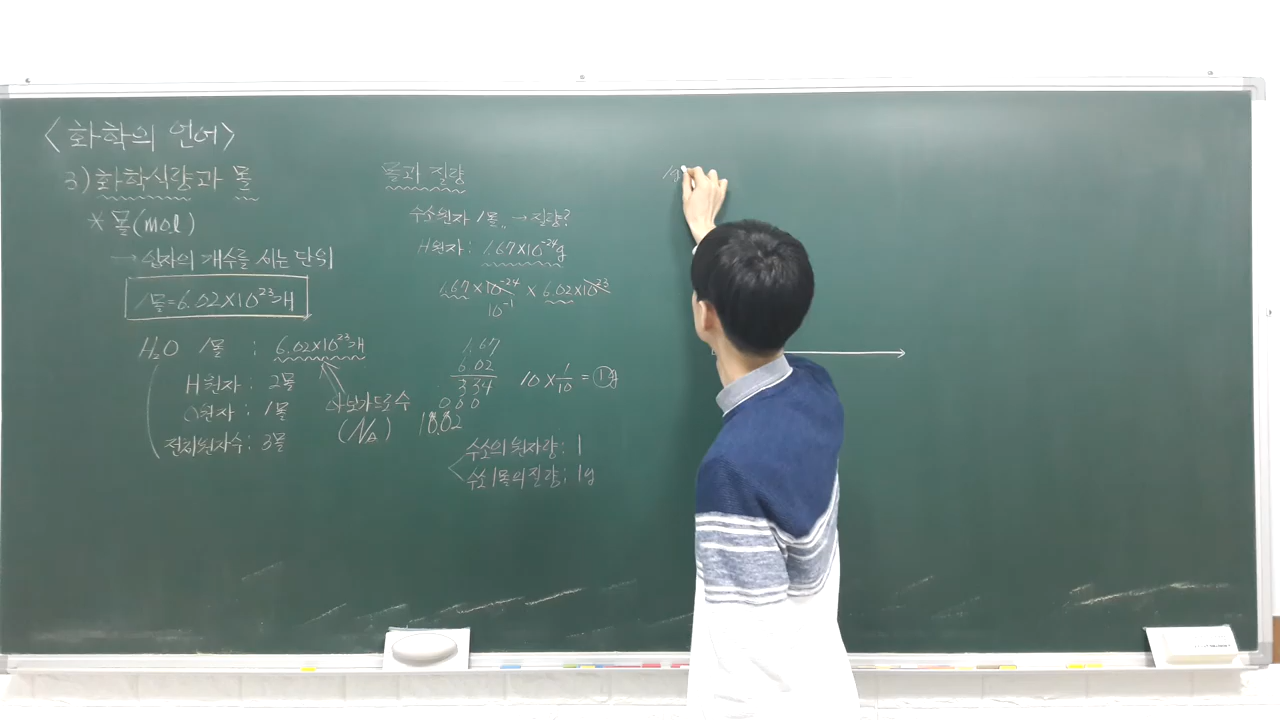 <화학의 언어>
3) 화학식량과 몰
* 몰(mol)
→ 입자의 개수를 세는 단위
1몰=6.02×10²³개
H₂O 1몰 : 6.02×10²³개
H원자 : 2몰
O원자 : 1몰
전체원자수 : 3몰
아보가드로수
(N_A)
몰과 질량
수소원자 1몰 → 질량?
H원자 : 1.67×10⁻²⁴g
1.67×10⁻²⁴ × 6.02×10²³
10⁻¹
1.67
6.02
334
000
10 × 1/10 = 1g
수소의 원자량 : 1
수소 1몰의 질량 : 1g